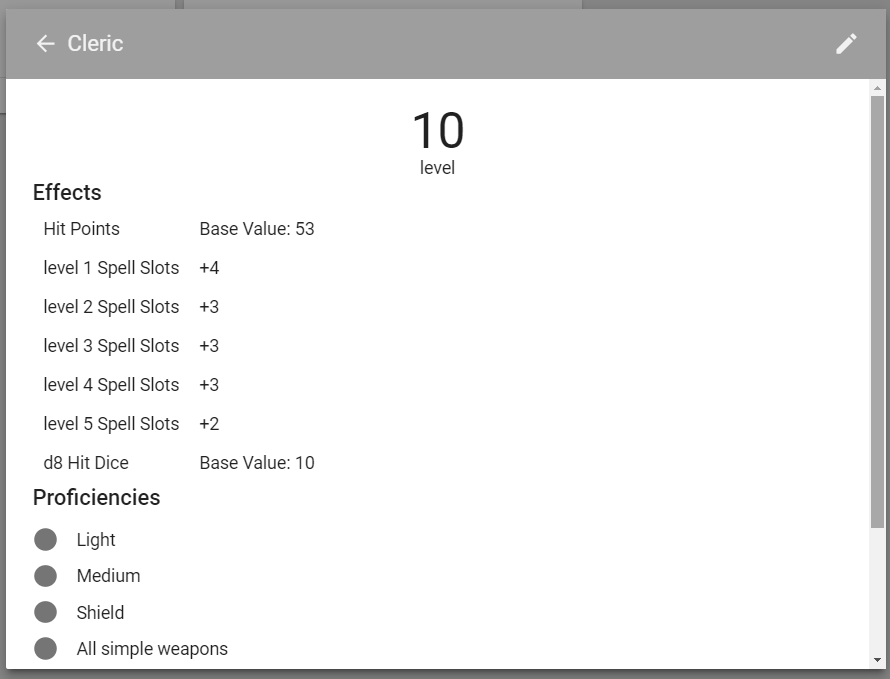 Cleric
10
level
Effects
Hit Points Base Value: 53
level 1 Spell Slots +4
level 2 Spell Slots +3
level 3 Spell Slots +3
level 4 Spell Slots +3
level 5 Spell Slots +2
d8 Hit Dice Base Value: 10
Proficiencies
Light
Medium
Shield
All simple weapons